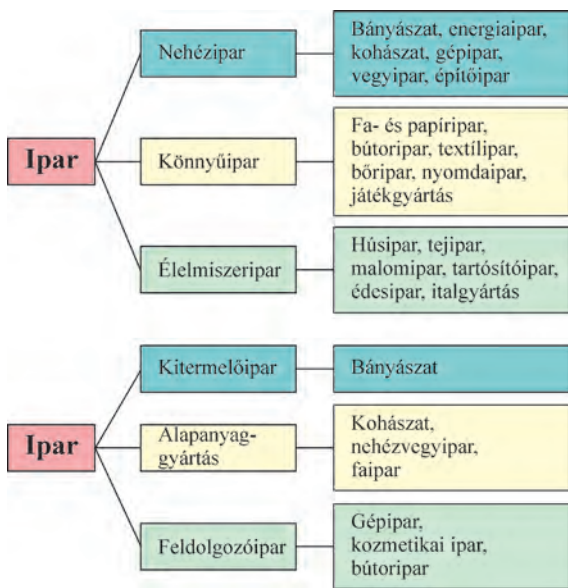 Ipar
Nehézipar
Bányászat, energiaipar,
kohászat, gépipar,
vegyipar, építőipar
Könnyűipar
Fa- és papíripar,
bútoripar, textílipar,
bőripar, nyomdaipar,
játékgyártás
Élelmiszeripar
Húsipar, tejipar,
malomipar, tartósítóipar,
édesipar, italgyártás
Ipar
Kitermelőipar
Bányászat
Alapanyag-
gyártás
Kohászat,
nehézvegyipar,
faipar
Feldolgozóipar
Gépipar,
kozmetikai ipar,
bútoripar